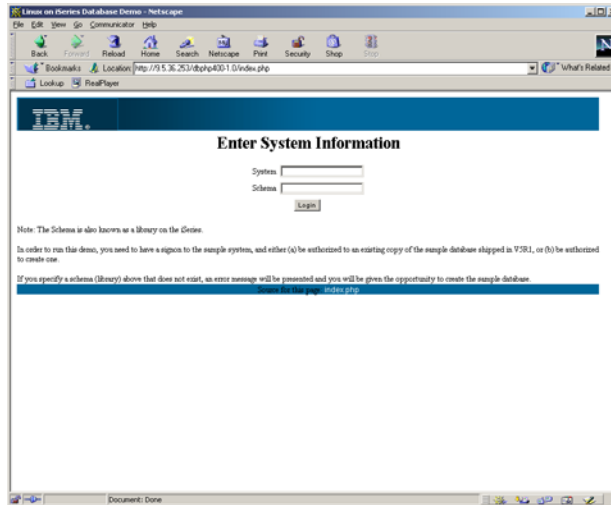 Linux on iSeries Database Demo - Netscape
File Edit View Go Communicator Help
Back Forward Reload Home Search Netscape Print Security Shop Stop
Bookmarks Location: http://9.5.36.253/dbphp400-1.0/index.php What's Related
Lookup RealPlayer
IBM.
Enter System Information
System
Schema
Login
Note: The Schema is also known as a library on the iSeries.
In order to run this demo, you need to have a signon to the sample system, and either (a) be authorized to an existing copy of the sample database shipped in V5R1, or (b) be authorized
to create one.
If you specify a schema (library) above that does not exist, an error message will be presented and you will be given the opportunity to create the sample database.
Source for this page: index.php
Document: Done